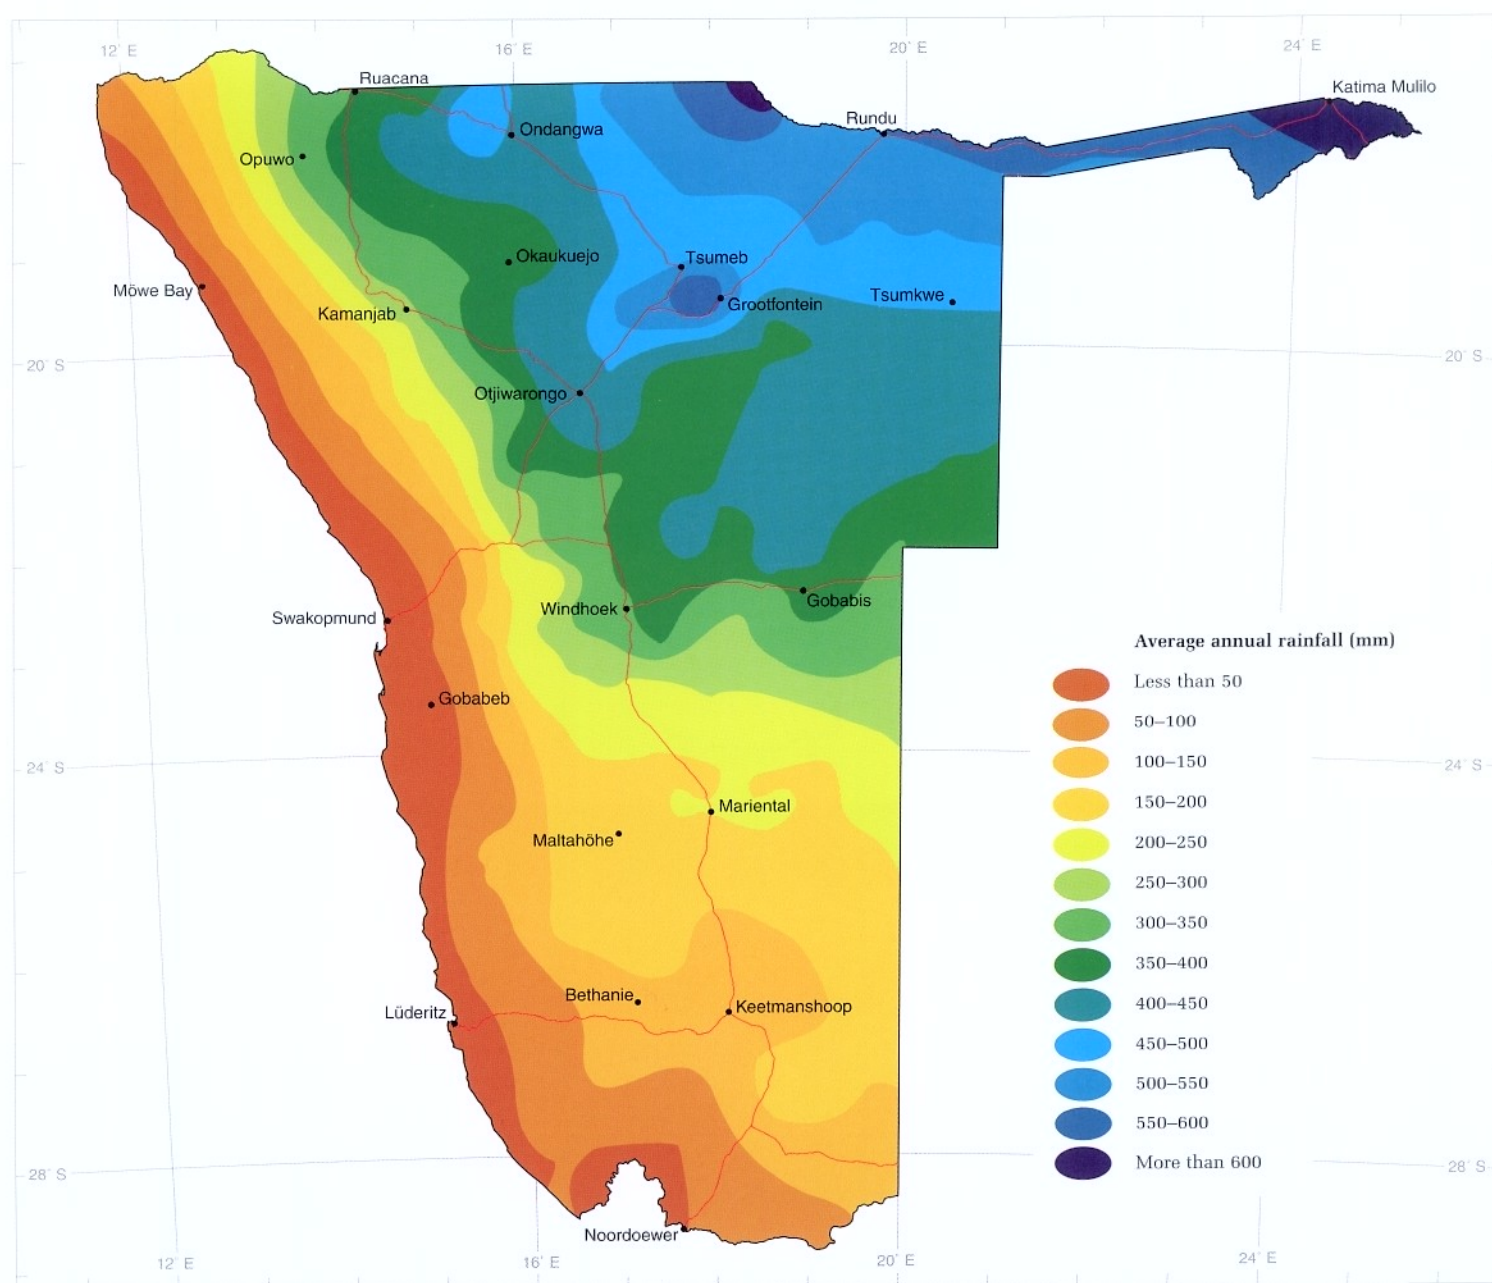 12° E
16° E
20° E
24° E
Ruacana
Katima Mulilo
Rundu
Ondangwa
Opuwo
Okaukuejo
Tsumeb
Möwe Bay
Tsumkwe
Grootfontein
Kamanjab
20° S
20° S
Otjiwarongo
Windhoek
Gobabis
Swakopmund
Average annual rainfall (mm)
Less than 50
Gobabeb
50–100
24° S
100–150
24° S
Mariental
150–200
Maltahöhe
200–250
250–300
300–350
350–400
Bethanie
Keetmanshoop
400–450
Lüderitz
450–500
500–550
550–600
28° S
More than 600
28° S
Noordoewer
12° E
16° E
20° E
24° E